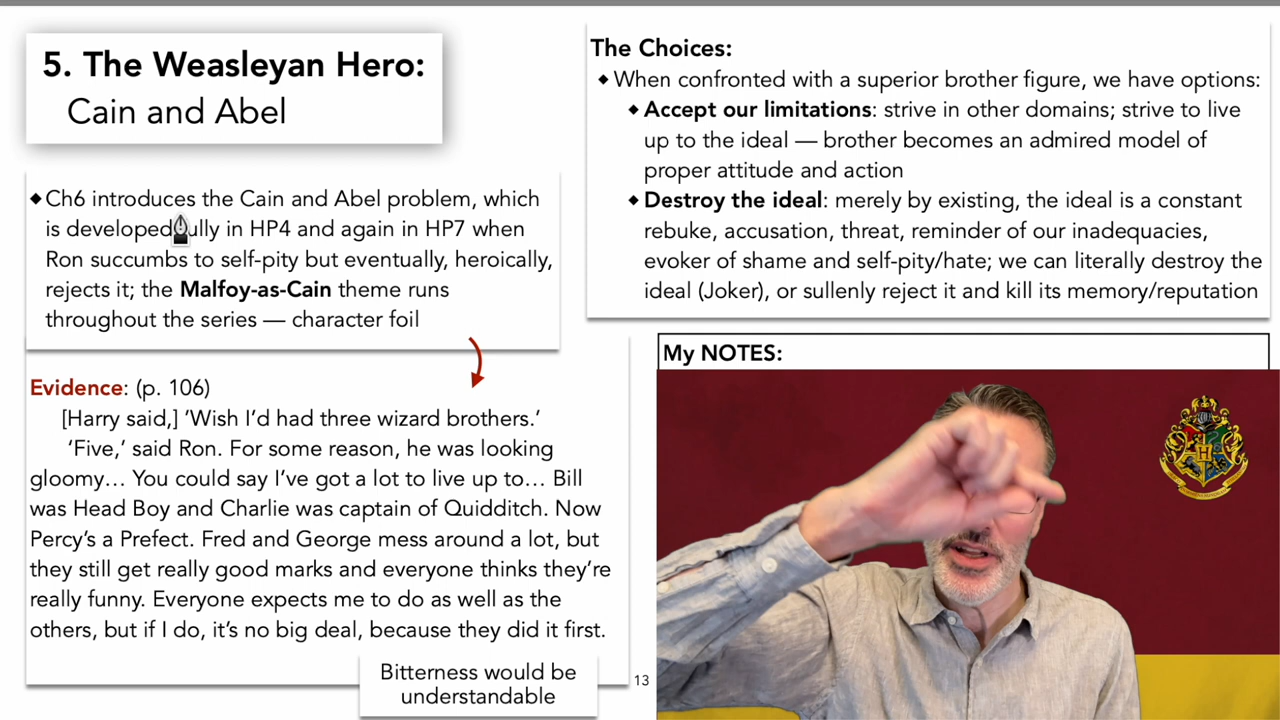 5. The Weasleyan Hero:
Cain and Abel
◆Ch6 introduces the Cain and Abel problem, which
is developed fully in HP4 and again in HP7 when
Ron succumbs to self-pity but eventually, heroically,
rejects it; the Malfoy-as-Cain theme runs
throughout the series — character foil
Evidence: (p. 106)
[Harry said,] ’Wish I’d had three wizard brothers.’
‘Five,’ said Ron. For some reason, he was looking
gloomy… You could say I’ve got a lot to live up to… Bill
was Head Boy and Charlie was captain of Quidditch. Now
Percy’s a Prefect. Fred and George mess around a lot, but
they still get really good marks and everyone thinks they’re
really funny. Everyone expects me to do as well as the
others, but if I do, it’s no big deal, because they did it first.
Bitterness would be
understandable
The Choices:
◆When confronted with a superior brother figure, we have options:
◆Accept our limitations: strive in other domains; strive to live
up to the ideal — brother becomes an admired model of
proper attitude and action
◆Destroy the ideal: merely by existing, the ideal is a constant
rebuke, accusation, threat, reminder of our inadequacies,
evoker of shame and self-pity/hate; we can literally destroy the
ideal (Joker), or sullenly reject it and kill its memory/reputation
My NOTES:
13